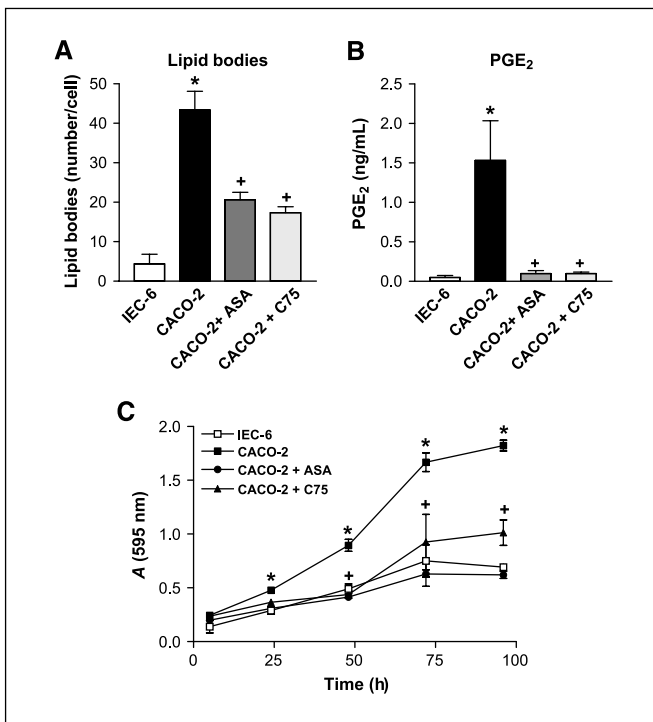 A
Lipid bodies
Lipid bodies (number/cell)
50
40
30
20
10
0
*
+
+
IEC-6
CACO-2
CACO-2+ ASA
CACO-2 + C75
B
PGE₂
PGE₂ (ng/mL)
2.5
2.0
1.5
1.0
0.5
0.0
*
+
+
IEC-6
CACO-2
CACO-2+ ASA
CACO-2 + C75
C
IEC-6
CACO-2
CACO-2 + ASA
CACO-2 + C75
A (595 nm)
2.0
1.5
1.0
0.5
0.0
*
*
+
*
+
*
+
0
25
50
75
100
Time (h)